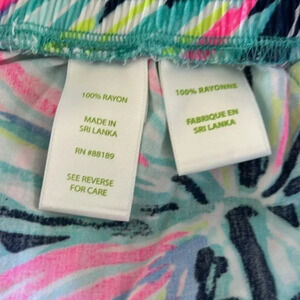 100% RAYON
MADE IN
SRI LANKA
RN #88189
SEE REVERSE
FOR CARE
100% RAYONNE
FABRIQUE EN
SRI LANKA